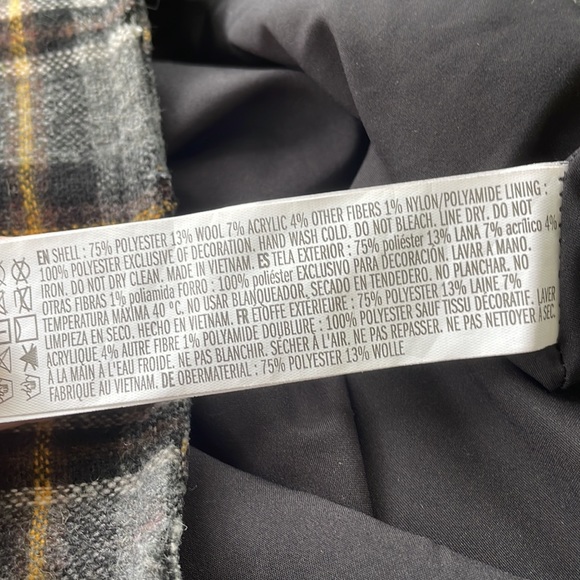 EN SHELL : 75% POLYESTER 13% WOOL 7% ACRYLIC 4% OTHER FIBERS 1% NYLON/POLYAMIDE LINING :
100% POLYESTER EXCLUSIVE OF DECORATION. HAND WASH COLD. DO NOT BLEACH. LINE DRY. DO NOT
IRON. DO NOT DRY CLEAN. MADE IN VIETNAM. ES TELA EXTERIOR : 75% poliéster 13% LANA 7% acrílico 4%
OTRAS FIBRAS 1% poliamida FORRO : 100% poliéster EXCLUSIVO PARA DECORACIÓN. LAVAR A MANO.
TEMPERATURA MÁXIMA 40 °C, NO USAR BLANQUEADOR, SECADO EN TENDEDERO. NO PLANCHAR. NO
LIMPIEZA EN SECO. HECHO EN VIETNAM. FR ÉTOFFE EXTÉRIEURE : 75% POLYESTER 13% LAINE 7%
ACRYLIQUE 4% AUTRE FIBRE 1% POLYAMIDE DOUBLURE : 100% POLYESTER SAUF TISSU DÉCORATIF. LAVER
À LA MAIN À L'EAU FROIDE. NE PAS BLANCHIR. SÉCHER À L'AIR. NE PAS REPASSER. NE PAS NETTOYER À SEC.
FABRIQUÉ AU VIETNAM. DE OBERMATERIAL : 75% POLYESTER 13% WOLLE